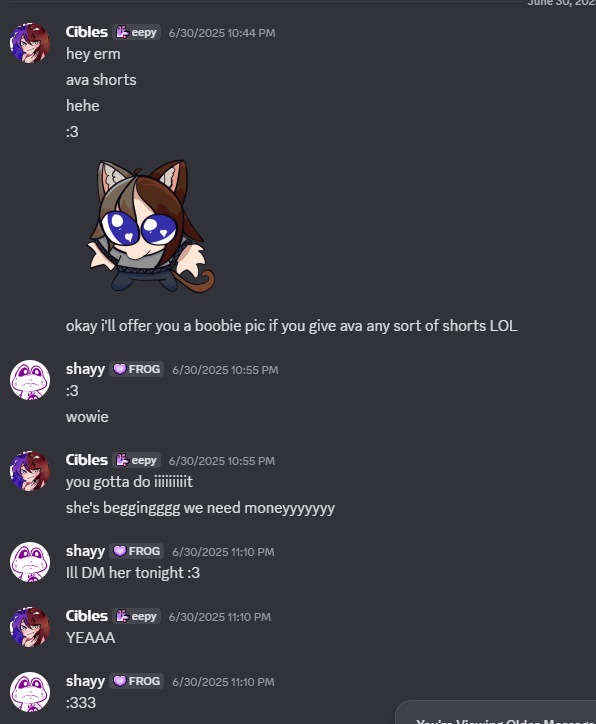 June 30, 202
Cibles eepy 6/30/2025 10:44 PM
hey erm
ava shorts
hehe
:3
okay i'll offer you a boobie pic if you give ava any sort of shorts LOL
shayy FROG 6/30/2025 10:55 PM
:3
wowie
Cibles eepy 6/30/2025 10:55 PM
you gotta do iiiiiiiiit
she's beggingggg we need moneyyyyyyy
shayy FROG 6/30/2025 11:10 PM
Ill DM her tonight :3
Cibles eepy 6/30/2025 11:10 PM
YEAAA
shayy FROG 6/30/2025 11:10 PM
:333
You're Viewing Older Message